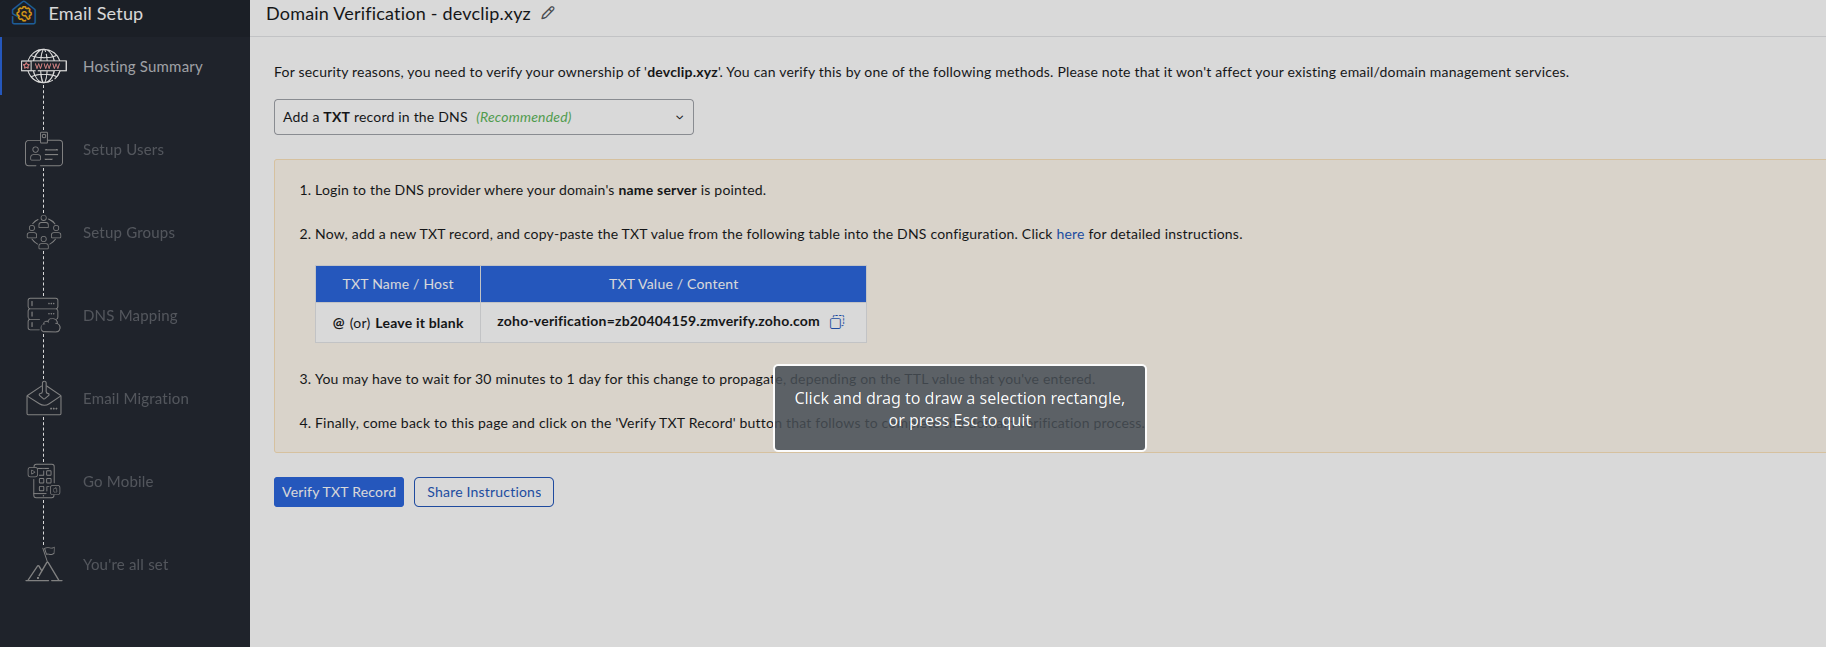 Email Setup
Domain Verification - devclip.xyz
www
Hosting Summary
Setup Users
Setup Groups
DNS Mapping
Email Migration
Go Mobile
You're all set
For security reasons, you need to verify your ownership of 'devclip.xyz'. You can verify this by one of the following methods. Please note that it won't affect your existing email/domain management services.
Add a TXT record in the DNS (Recommended)
1. Login to the DNS provider where your domain's name server is pointed.
2. Now, add a new TXT record, and copy-paste the TXT value from the following table into the DNS configuration. Click here for detailed instructions.
TXT Name / Host
TXT Value / Content
@ (or) Leave it blank
zoho-verification=zb20404159.zmverify.zoho.com
3. You may have to wait for 30 minutes to 1 day for this change to propagate, depending on the TTL value that you've entered.
4. Finally, come back to this page and click on the 'Verify TXT Record' button that follows to verification process.
Click and drag to draw a selection rectangle,
or press Esc to quit
Verify TXT Record
Share Instructions